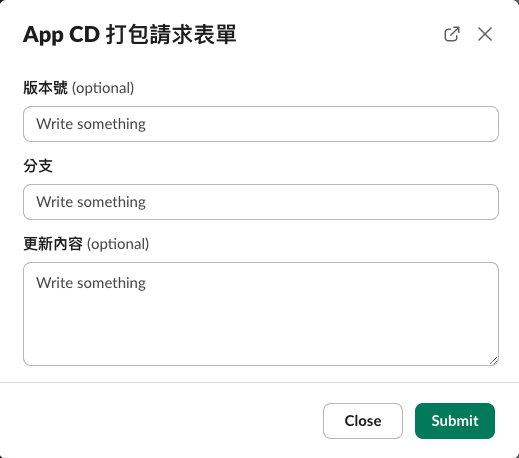 App CD 打包請求表單
版本號 (optional)
Write something
分支
Write something
更新內容 (optional)
Write something
Close
Submit